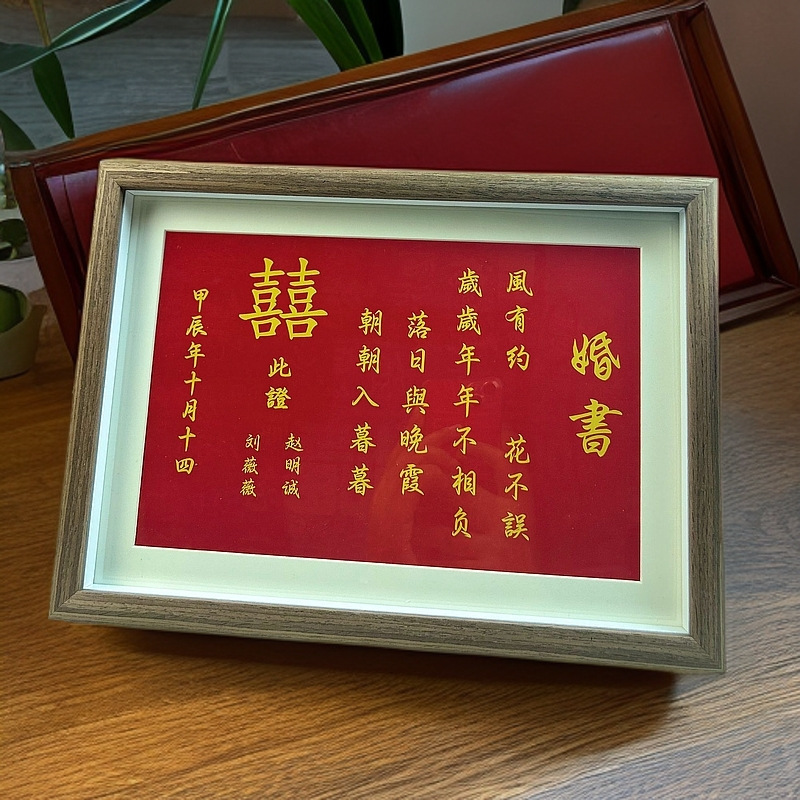 婚書
風有約 花不誤
歲歲年年不相负
落日與晚霞
朝朝入暮暮
囍
此證
赵明诚
刘薇薇
甲辰年十月十四